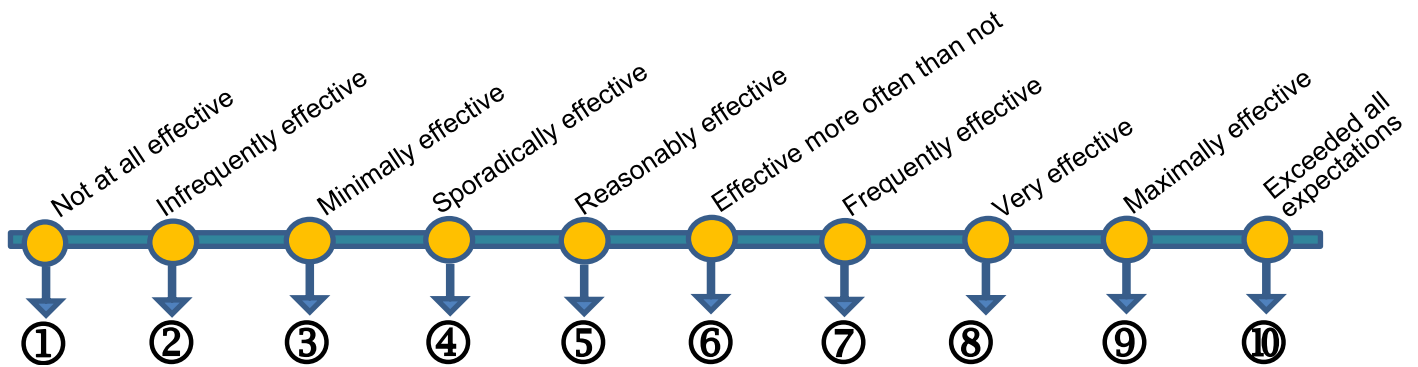 Not at all effective
Infrequently effective
Minimally effective
Sporadically effective
Reasonably effective
Effective more often than not
Frequently effective
Very effective
Maximally effective
Exceeded all
expectations
① ② ③ ④ ⑤ ⑥ ⑦ ⑧ ⑨ ⑩